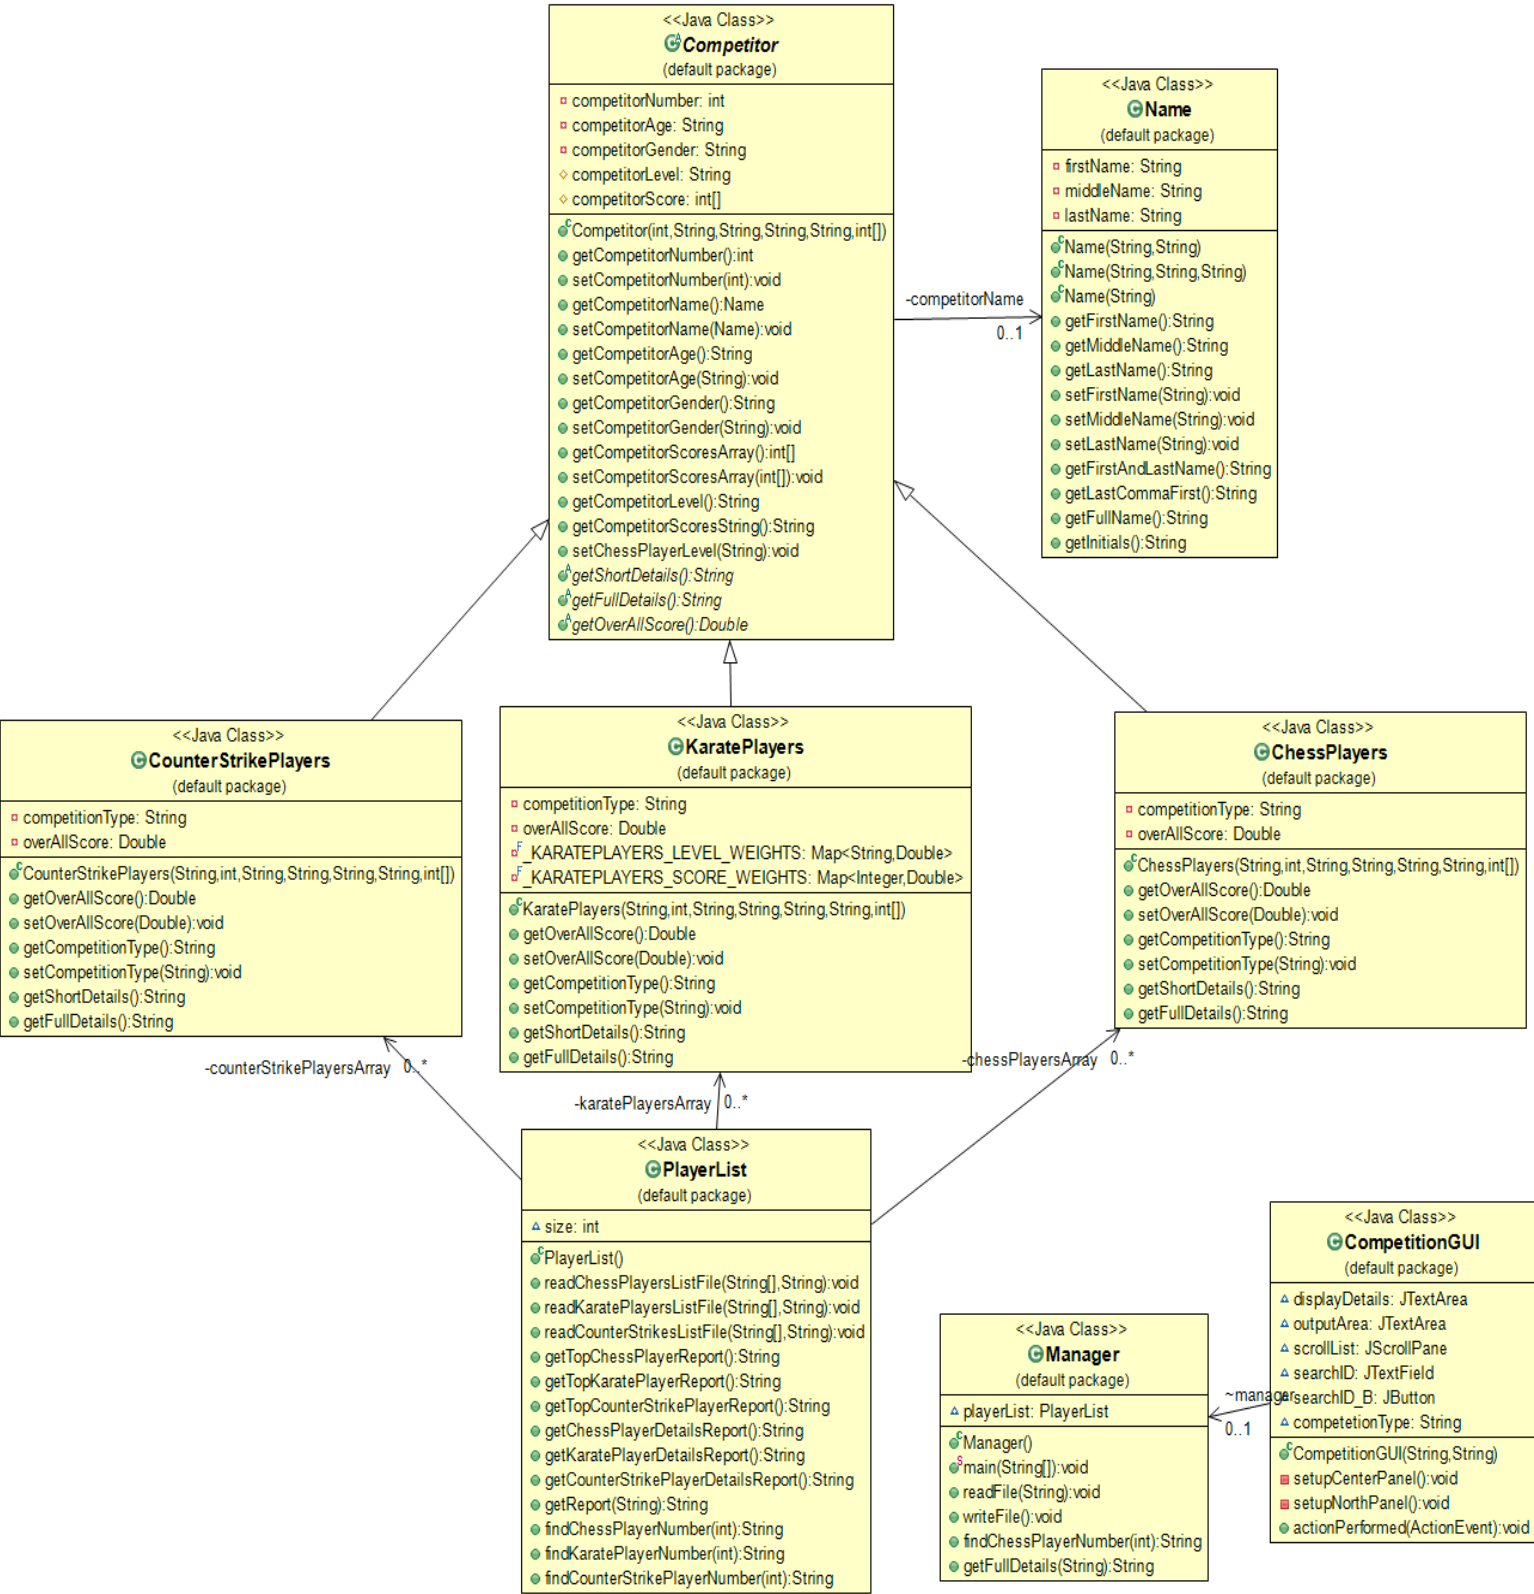 <<Java Class>>
Competitor
(default package)
competitorNumber: int
competitorAge: String
competitorGender: String
competitorLevel: String
competitorScore: int[]
Competitor(int,String,String,String,String,int[])
getCompetitorNumber():int
setCompetitorNumber(int):void
getCompetitorName():Name
setCompetitorName(Name):void
getCompetitorAge():String
setCompetitorAge(String):void
getCompetitorGender():String
setCompetitorGender(String):void
getCompetitorScoresArray():int[]
setCompetitorScoresArray(int[]):void
getCompetitorLevel():String
getCompetitorScoresString():String
setChessPlayerLevel(String):void
getShortDetails():String
getFullDetails():String
getOverAllScore():Double
-competitorName
0..1
<<Java Class>>
Name
(default package)
firstName: String
middleName: String
lastName: String
Name(String,String)
Name(String,String,String)
Name(String)
getFirstName():String
getMiddleName():String
getLastName():String
setFirstName(String):void
setMiddleName(String):void
setLastName(String):void
getFirstAndLastName():String
getLastCommaFirst():String
getFullName():String
getInitials():String
<<Java Class>>
CounterStrikePlayers
(default package)
competitionType: String
overAllScore: Double
CounterStrikePlayers(String,int,String,String,String,String,int[])
getOverAllScore():Double
setOverAllScore(Double):void
getCompetitionType():String
setCompetitionType(String):void
getShortDetails():String
getFullDetails():String
<<Java Class>>
KaratePlayers
(default package)
competitionType: String
overAllScore: Double
_KARATEPLAYERS_LEVEL_WEIGHTS: Map<String,Double>
_KARATEPLAYERS_SCORE_WEIGHTS: Map<Integer,Double>
KaratePlayers(String,int,String,String,String,String,int[])
getOverAllScore():Double
setOverAllScore(Double):void
getCompetitionType():String
setCompetitionType(String):void
getShortDetails():String
getFullDetails():String
<<Java Class>>
ChessPlayers
(default package)
competitionType: String
overAllScore: Double
ChessPlayers(String,int,String,String,String,String,int[])
getOverAllScore():Double
setOverAllScore(Double):void
getCompetitionType():String
setCompetitionType(String):void
getShortDetails():String
getFullDetails():String
-counterStrikePlayersArray 0..*
-karatePlayersArray 0..*
-chessPlayersArray 0..*
<<Java Class>>
PlayerList
(default package)
size: int
PlayerList()
readChessPlayersListFile(String[],String):void
readKaratePlayersListFile(String[],String):void
readCounterStrikesListFile(String[],String):void
getTopChessPlayerReport():String
getTopKaratePlayerReport():String
getTopCounterStrikePlayerReport():String
getChessPlayerDetailsReport():String
getKaratePlayerDetailsReport():String
getCounterStrikePlayerDetailsReport():String
getReport(String):String
findChessPlayerNumber(int):String
findKaratePlayerNumber(int):String
findCounterStrikePlayerNumber(int):String
<<Java Class>>
Manager
(default package)
playerList: PlayerList
Manager()
main(String[]):void
readFile(String):void
writeFile():void
findChessPlayerNumber(int):String
getFullDetails(String):String
~manager
0..1
<<Java Class>>
CompetitionGUI
(default package)
displayDetails: JTextArea
outputArea: JTextArea
scrollList: JScrollPane
searchID: JTextField
searchID_B: JButton
competetionType: String
CompetitionGUI(String,String)
setupCenterPanel():void
setupNorthPanel():void
actionPerformed(ActionEvent):void